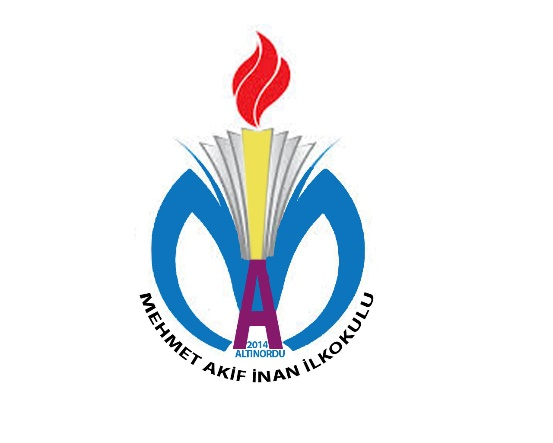 A
2014
ALTINORDU
MEHMET AKİF İNAN İLKOKULU